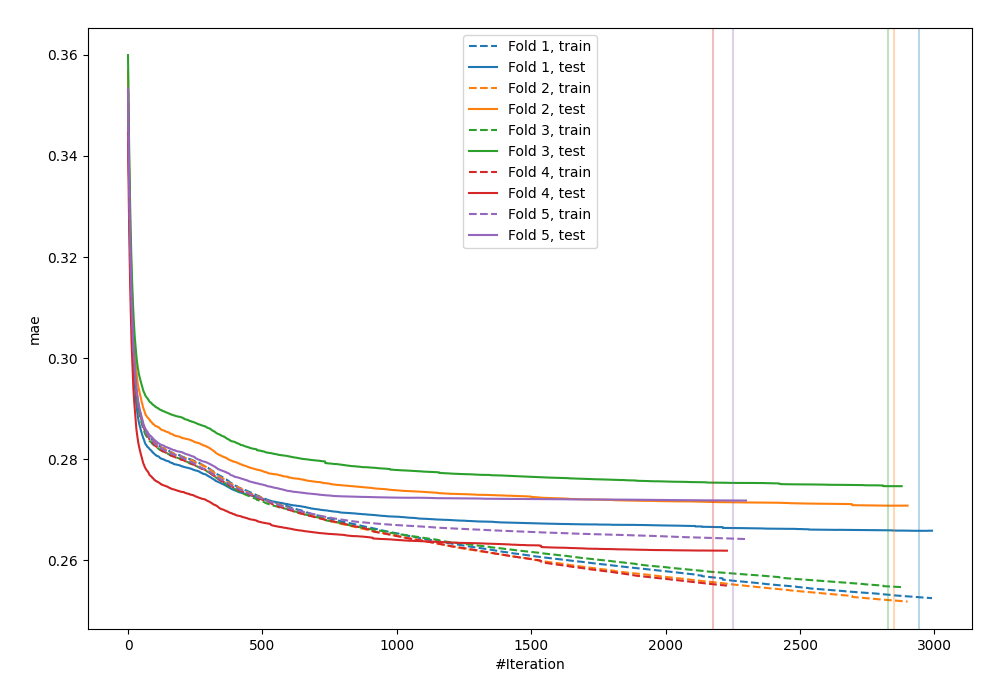 0.36
0.34
0.32
0.30
0.28
0.26
mae
Fold 1, train
Fold 1, test
Fold 2, train
Fold 2, test
Fold 3, train
Fold 3, test
Fold 4, train
Fold 4, test
Fold 5, train
Fold 5, test
0 500 1000 1500 2000 2500 3000
#Iteration